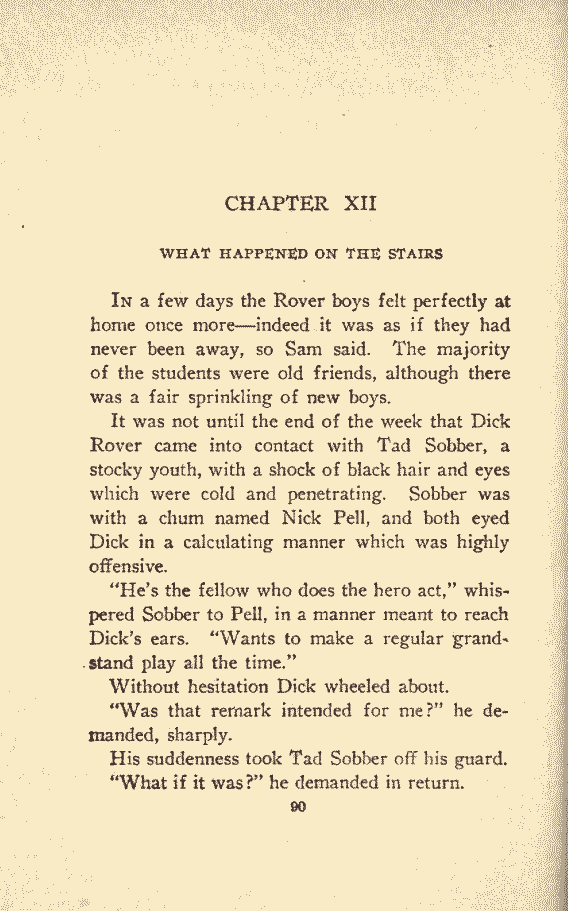 CHAPTER XII
WHAT HAPPENED ON THE STAIRS
In a few days the Rover boys felt perfectly at
home once more—indeed it was as if they had
never been away, so Sam said. The majority
of the students were old friends, although there
was a fair sprinkling of new boys.
It was not until the end of the week that Dick
Rover came into contact with Tad Sobber, a
stocky youth, with a shock of black hair and eyes
which were cold and penetrating. Sobber was
with a chum named Nick Pell, and both eyed
Dick in a calculating manner which was highly
offensive.
"He's the fellow who does the hero act," whis-
pered Sobber to Pell, in a manner meant to reach
Dick's ears. "Wants to make a regular grand-
stand play all the time."
Without hesitation Dick wheeled about.
"Was that remark intended for me?" he de-
manded, sharply.
His suddenness took Tad Sobber off his guard.
"What if it was?" he demanded in return.
90